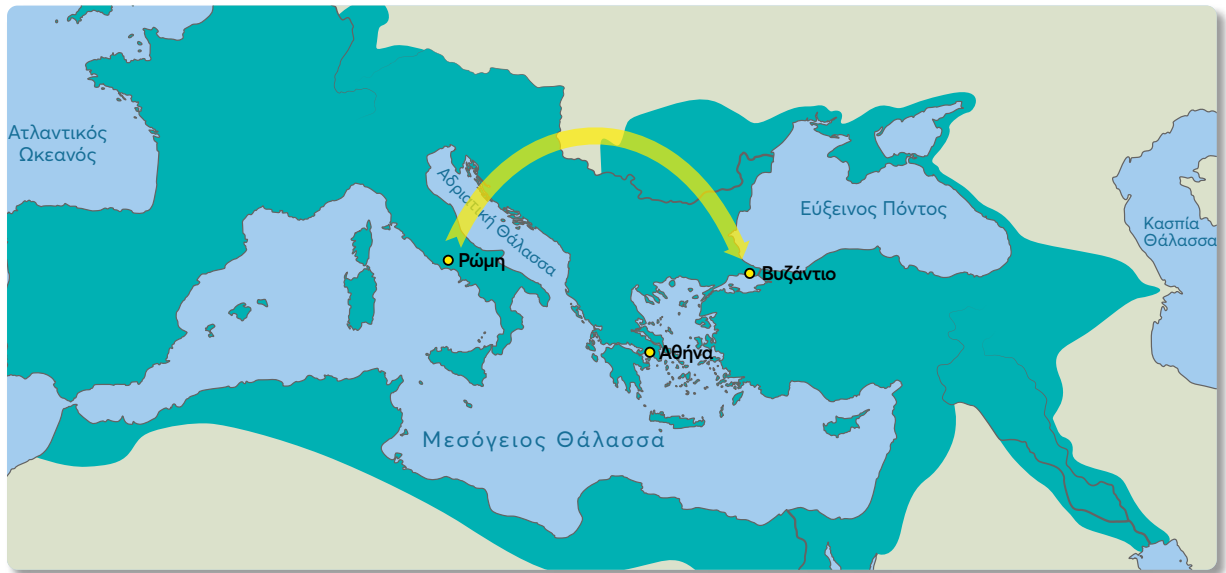 Ατλαντικός
Ωκεανός
Αδριατική Θάλασσα
Εύξεινος Πόντος
Κασπία
Θάλασσα
Ρώμη
Βυζάντιο
Αθήνα
Μεσόγειος Θάλασσα